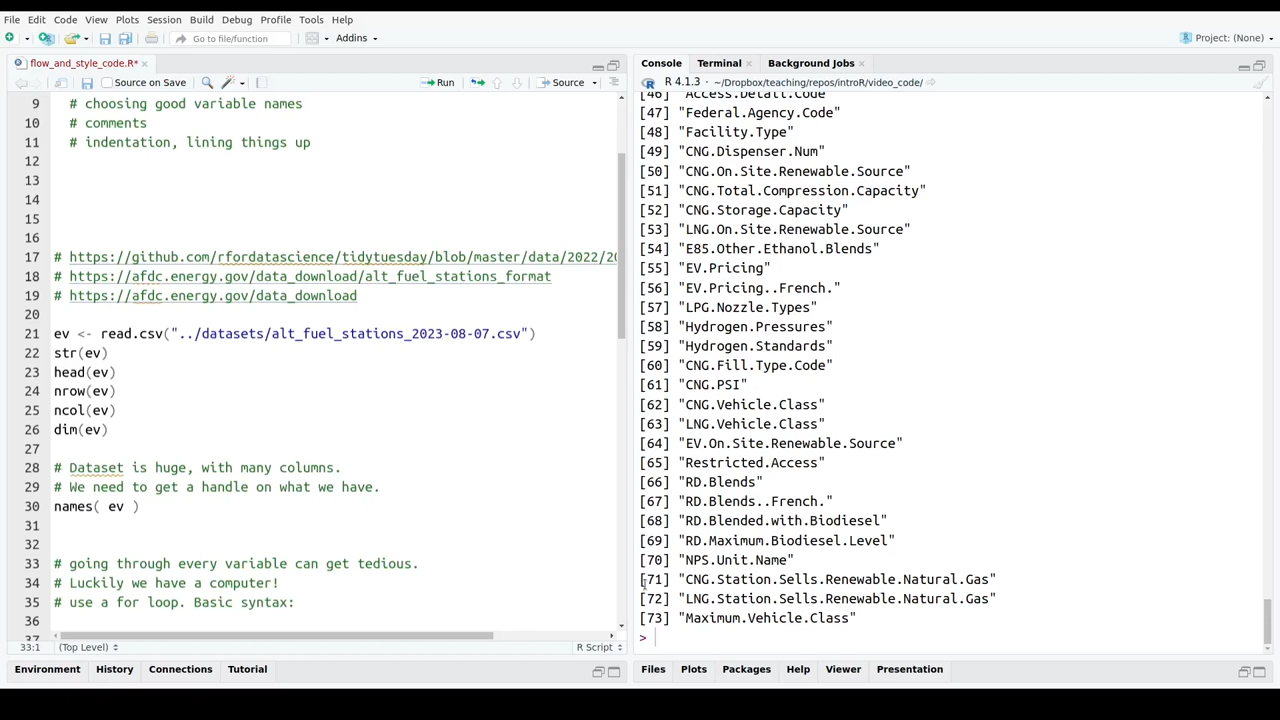 File Edit Code View Plots Session Build Debug Profile Tools Help
Go to file/function Addins Project: (None)
flow_and_style_code.R*
Source on Save Run Source
9 # choosing good variable names
10 # comments
11 # indentation, lining things up
12
13
14
15
16
17 # https://github.com/rfordatascience/tidytuesday/blob/master/data/2022/20
18 # https://afdc.energy.gov/data_download/alt_fuel_stations_format
19 # https://afdc.energy.gov/data_download
20
21 ev <- read.csv("../datasets/alt_fuel_stations_2023-08-07.csv")
22 str(ev)
23 head(ev)
24 nrow(ev)
25 ncol(ev)
26 dim(ev)
27
28 # Dataset is huge, with many columns.
29 # We need to get a handle on what we have.
30 names( ev )
31
32
33 # going through every variable can get tedious.
34 # Luckily we have a computer!
35 # use a for loop. Basic syntax:
36
37
33:1 (Top Level) R Script
Environment History Connections Tutorial
Console Terminal Background Jobs
R 4.1.3 · ~/Dropbox/teaching/repos/introR/video_code/
[46] "Access.Detail.Code"
[47] "Federal.Agency.Code"
[48] "Facility.Type"
[49] "CNG.Dispenser.Num"
[50] "CNG.On.Site.Renewable.Source"
[51] "CNG.Total.Compression.Capacity"
[52] "CNG.Storage.Capacity"
[53] "LNG.On.Site.Renewable.Source"
[54] "E85.Other.Ethanol.Blends"
[55] "EV.Pricing"
[56] "EV.Pricing..French."
[57] "LPG.Nozzle.Types"
[58] "Hydrogen.Pressures"
[59] "Hydrogen.Standards"
[60] "CNG.Fill.Type.Code"
[61] "CNG.PSI"
[62] "CNG.Vehicle.Class"
[63] "LNG.Vehicle.Class"
[64] "EV.On.Site.Renewable.Source"
[65] "Restricted.Access"
[66] "RD.Blends"
[67] "RD.Blends..French."
[68] "RD.Blended.with.Biodiesel"
[69] "RD.Maximum.Biodiesel.Level"
[70] "NPS.Unit.Name"
[71] "CNG.Station.Sells.Renewable.Natural.Gas"
[72] "LNG.Station.Sells.Renewable.Natural.Gas"
[73] "Maximum.Vehicle.Class"
>
Files Plots Packages Help Viewer Presentation